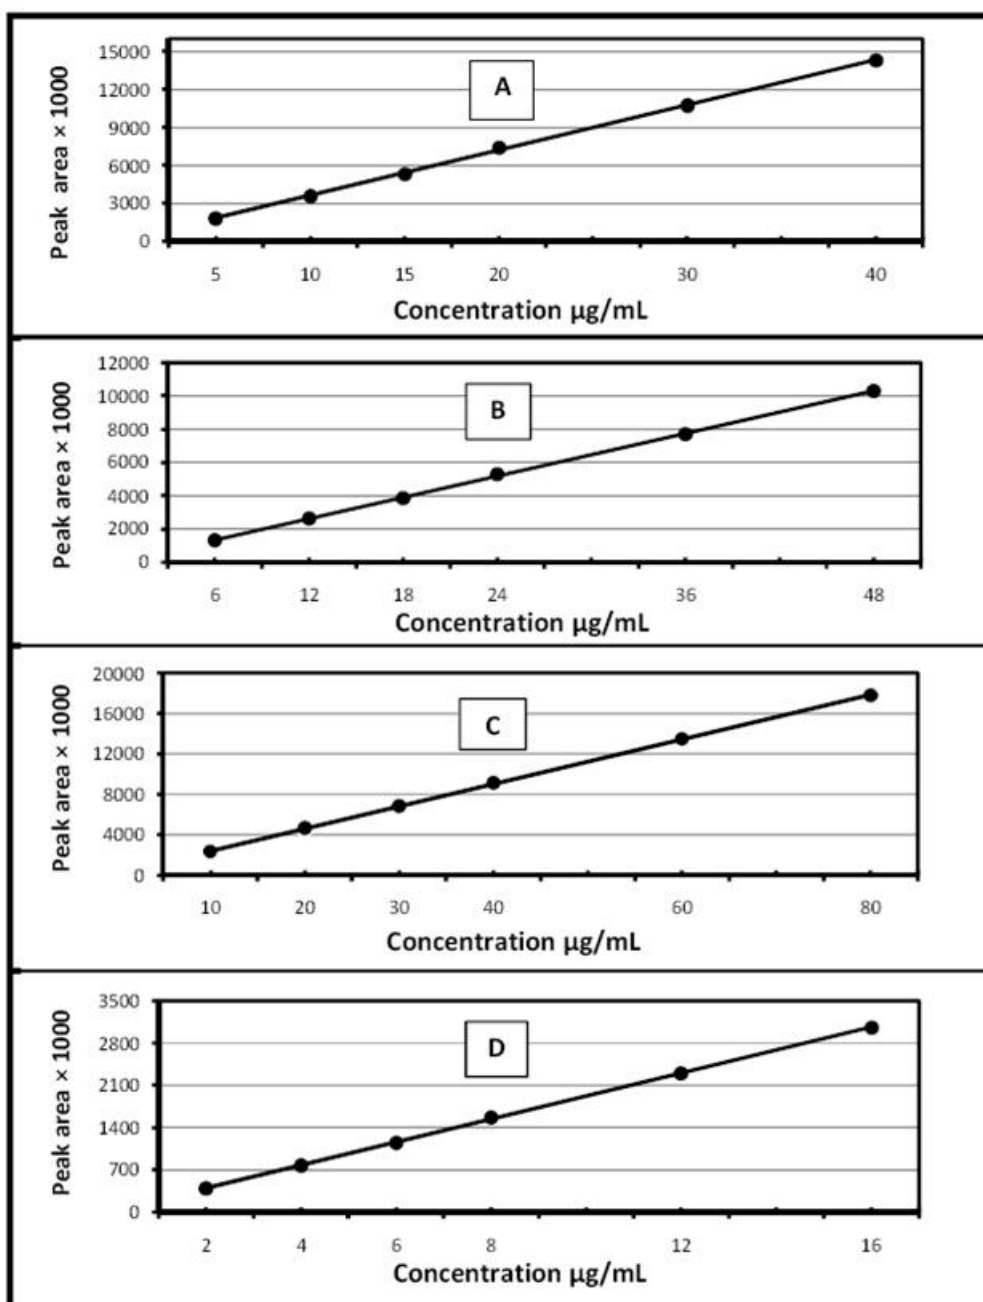 Peak area × 1000
15000
12000
9000
6000
3000
0
A
5 10 15 20 30 40
Concentration µg/mL
Peak area × 1000
12000
10000
8000
6000
4000
2000
0
B
6 12 18 24 36 48
Concentration µg/mL
Peak area × 1000
20000
16000
12000
8000
4000
0
C
10 20 30 40 60 80
Concentration µg/mL
Peak area × 1000
3500
2800
2100
1400
700
0
D
2 4 6 8 12 16
Concentration µg/mL